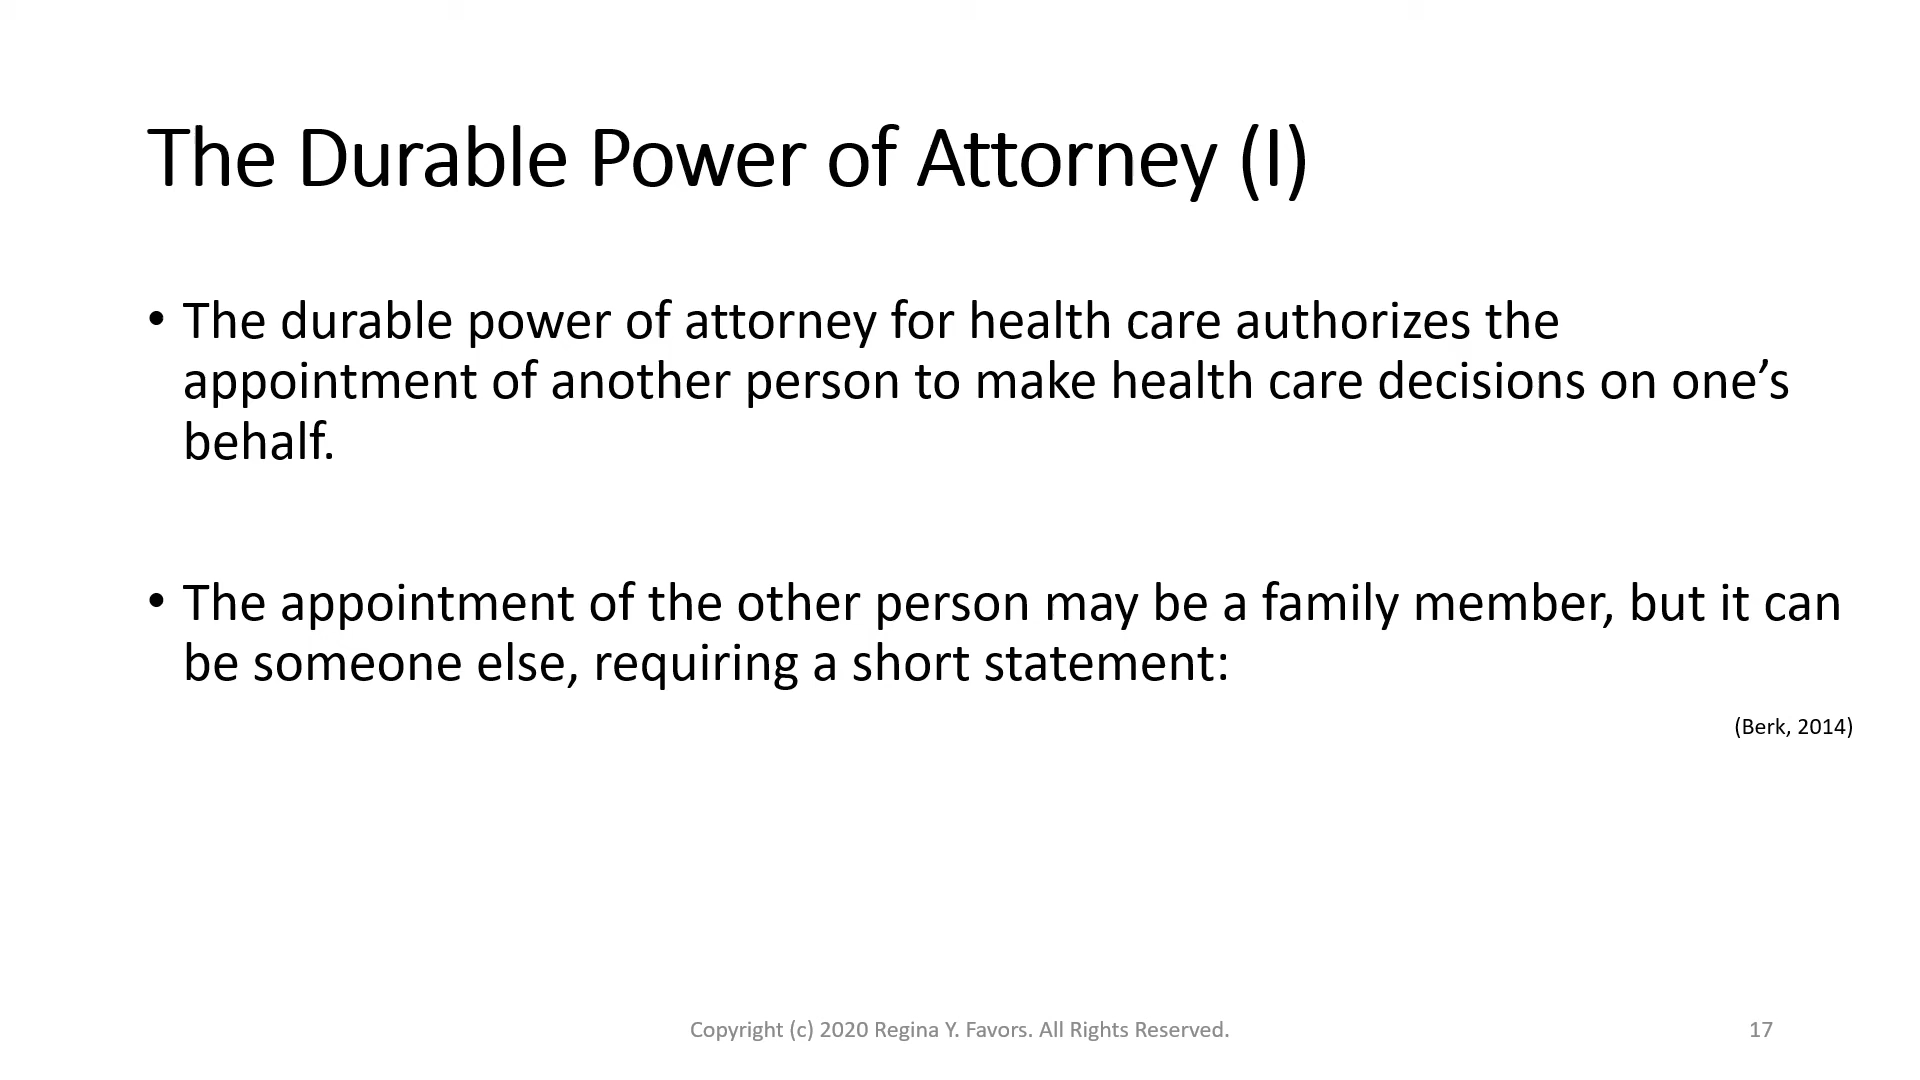 The Durable Power of Attorney (I)
• The durable power of attorney for health care authorizes the
appointment of another person to make health care decisions on one’s
behalf.
• The appointment of the other person may be a family member, but it can
be someone else, requiring a short statement:
(Berk, 2014)
Copyright (c) 2020 Regina Y. Favors. All Rights Reserved.
17